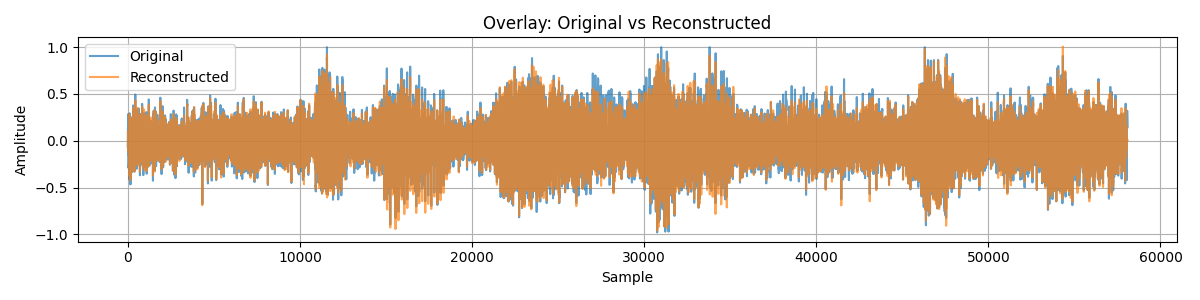 Overlay: Original vs Reconstructed
Original
Reconstructed
Amplitude
1.0
0.5
0.0
−0.5
−1.0
0 10000 20000 30000 40000 50000 60000
Sample